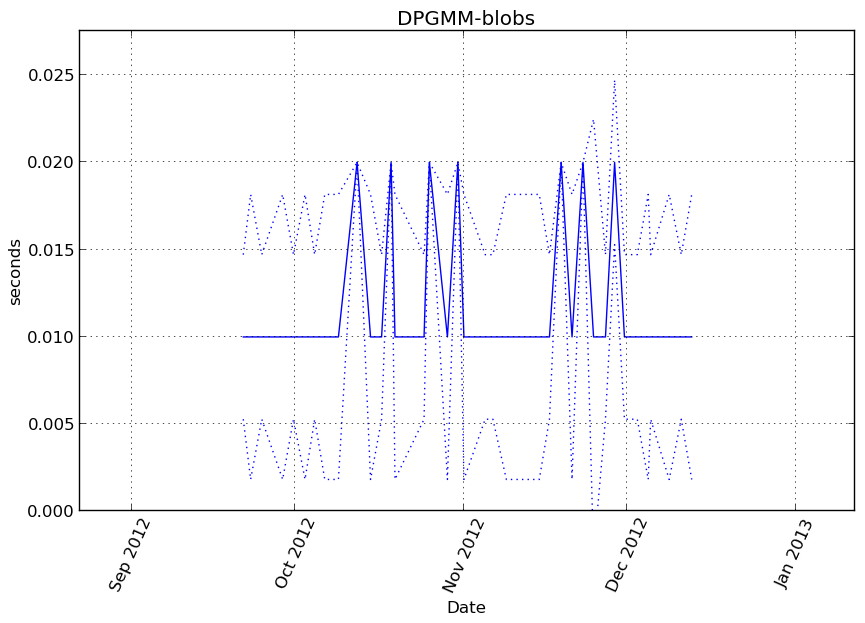 DPGMM-blobs
0.025
0.020
0.015
0.010
0.005
0.000
seconds
Sep 2012
Oct 2012
Nov 2012
Dec 2012
Jan 2013
Date